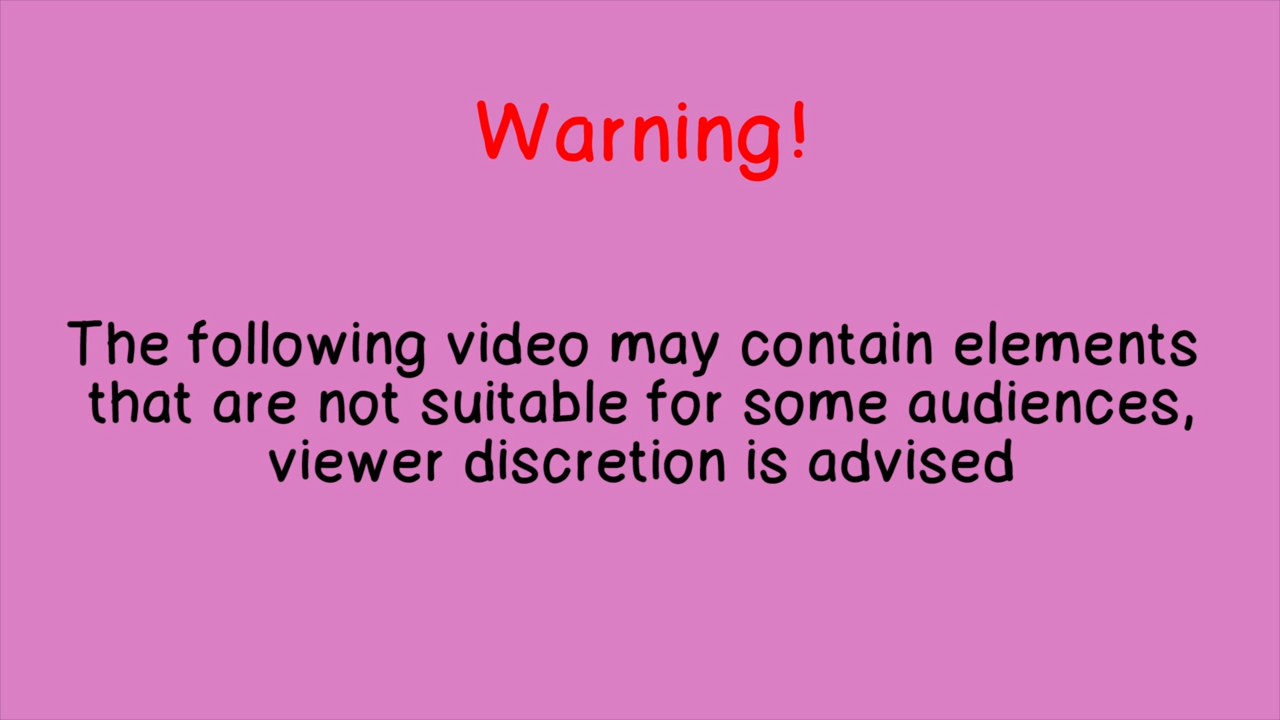 Warning!
The following video may contain elements
that are not suitable for some audiences,
viewer discretion is advised